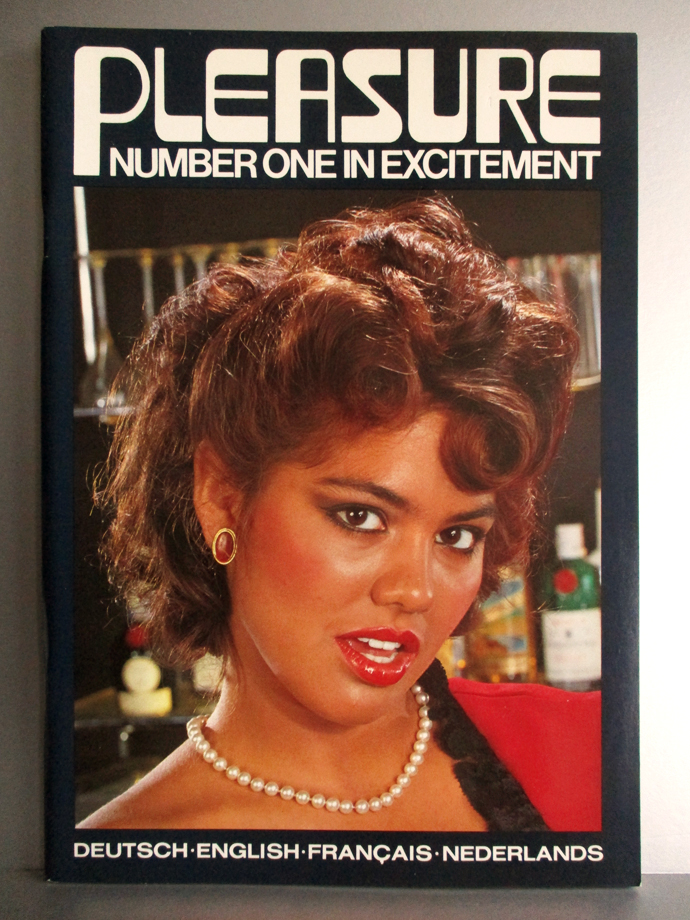 PLEASURE
NUMBER ONE IN EXCITEMENT
DEUTSCH·ENGLISH·FRANÇAIS·NEDERLANDS